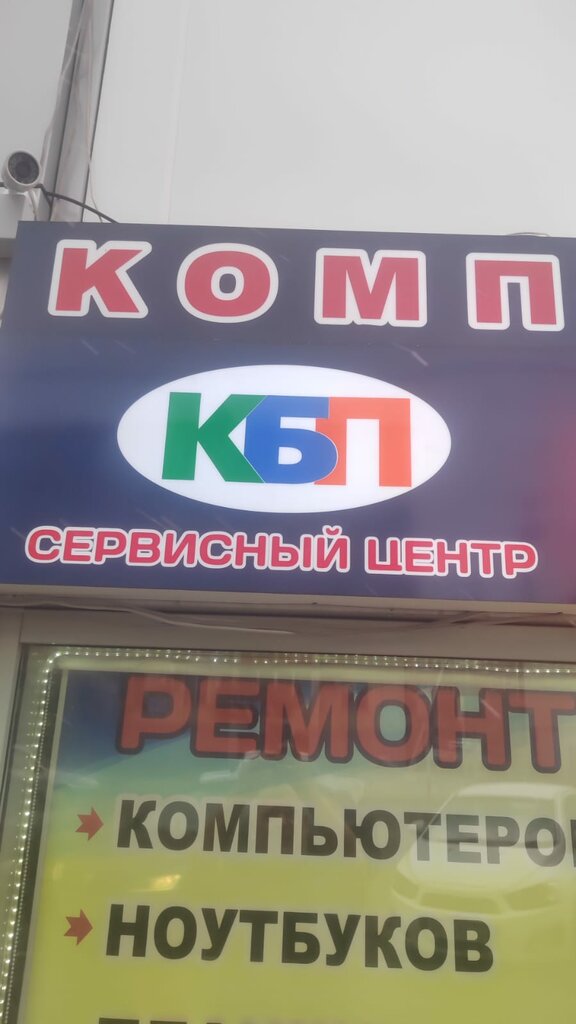 КОМП
КБП
СЕРВИСНЫЙ ЦЕНТР
РЕМОНТ
КОМПЬЮТЕРО
НОУТБУКОВ